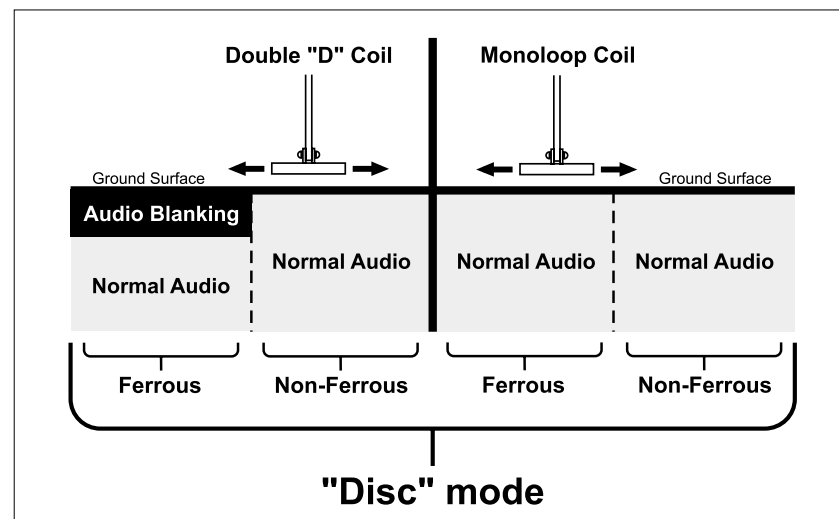 Double "D" Coil
Monoloop Coil
Ground Surface
Ground Surface
Audio Blanking
Normal Audio
Normal Audio
Normal Audio
Normal Audio
Ferrous
Non-Ferrous
Ferrous
Non-Ferrous
"Disc" mode